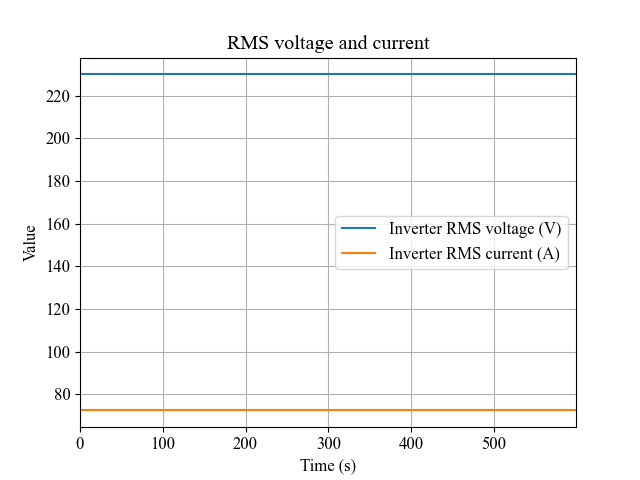 RMS voltage and current
Value
220
200
180
160
140
120
100
80
Inverter RMS voltage (V)
Inverter RMS current (A)
0 100 200 300 400 500
Time (s)